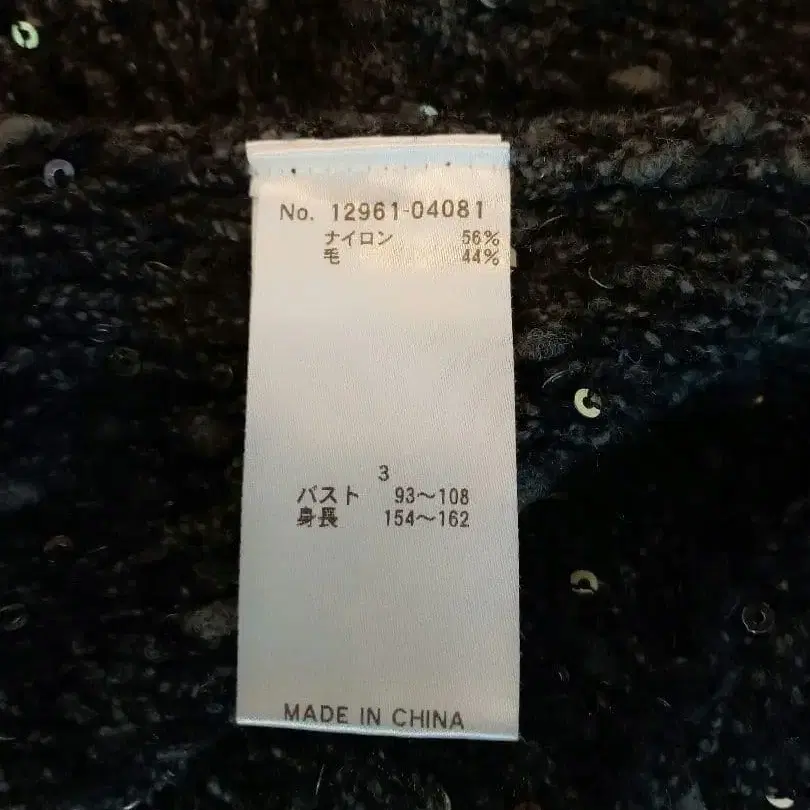 No. 12961-04081
ナイロン 56%
毛 44%
3
バスト 93〜108
身長 154〜162
MADE IN CHINA